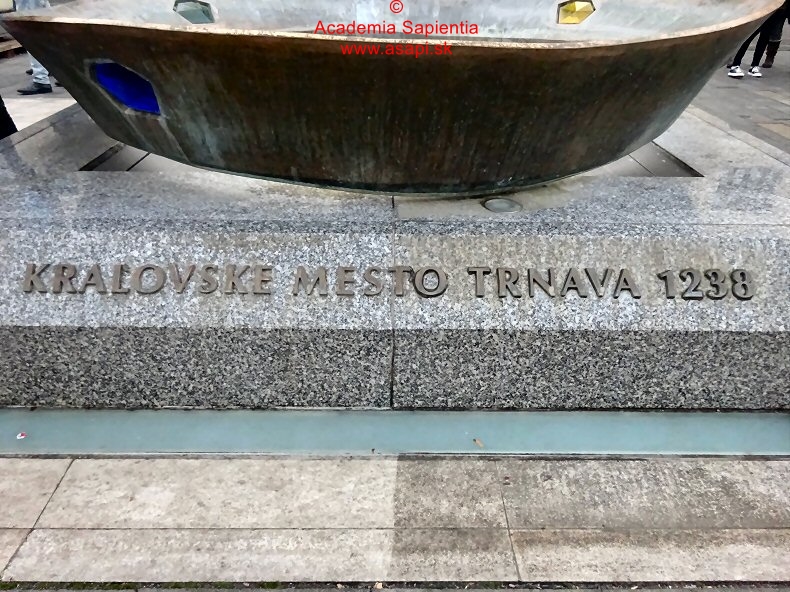 ©
Academia Sapientia
www.asapi.sk
KRALOVSKE MESTO TRNAVA 1238